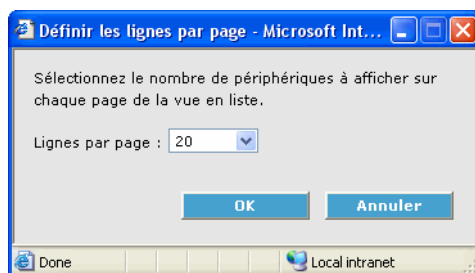 Définir les lignes par page - Microsoft Int...
Sélectionnez le nombre de périphériques à afficher sur
chaque page de la vue en liste.
Lignes par page : 20
OK Annuler
Done Local intranet